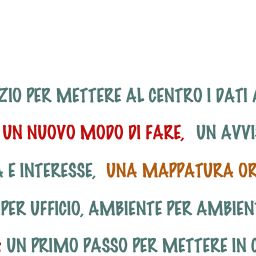 ZIO PER METTERE AL CENTRO I DATI
UN NUOVO MODO DI FARE, UN AVVI
E INTERESSE, UNA MAPPATURA OR
PER UFFICIO, AMBIENTE PER AMBIEN
: UN PRIMO PASSO PER METTERE IN